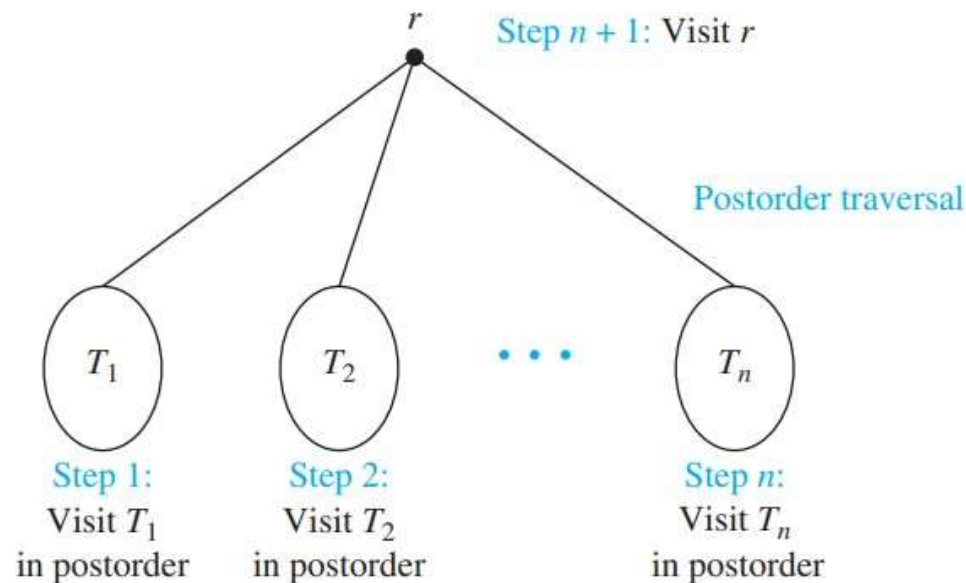 r
Step n + 1: Visit r
Postorder traversal
T₁
T₂
. . .
Tₙ
Step 1:
Visit T₁
in postorder
Step 2:
Visit T₂
in postorder
Step n:
Visit Tₙ
in postorder